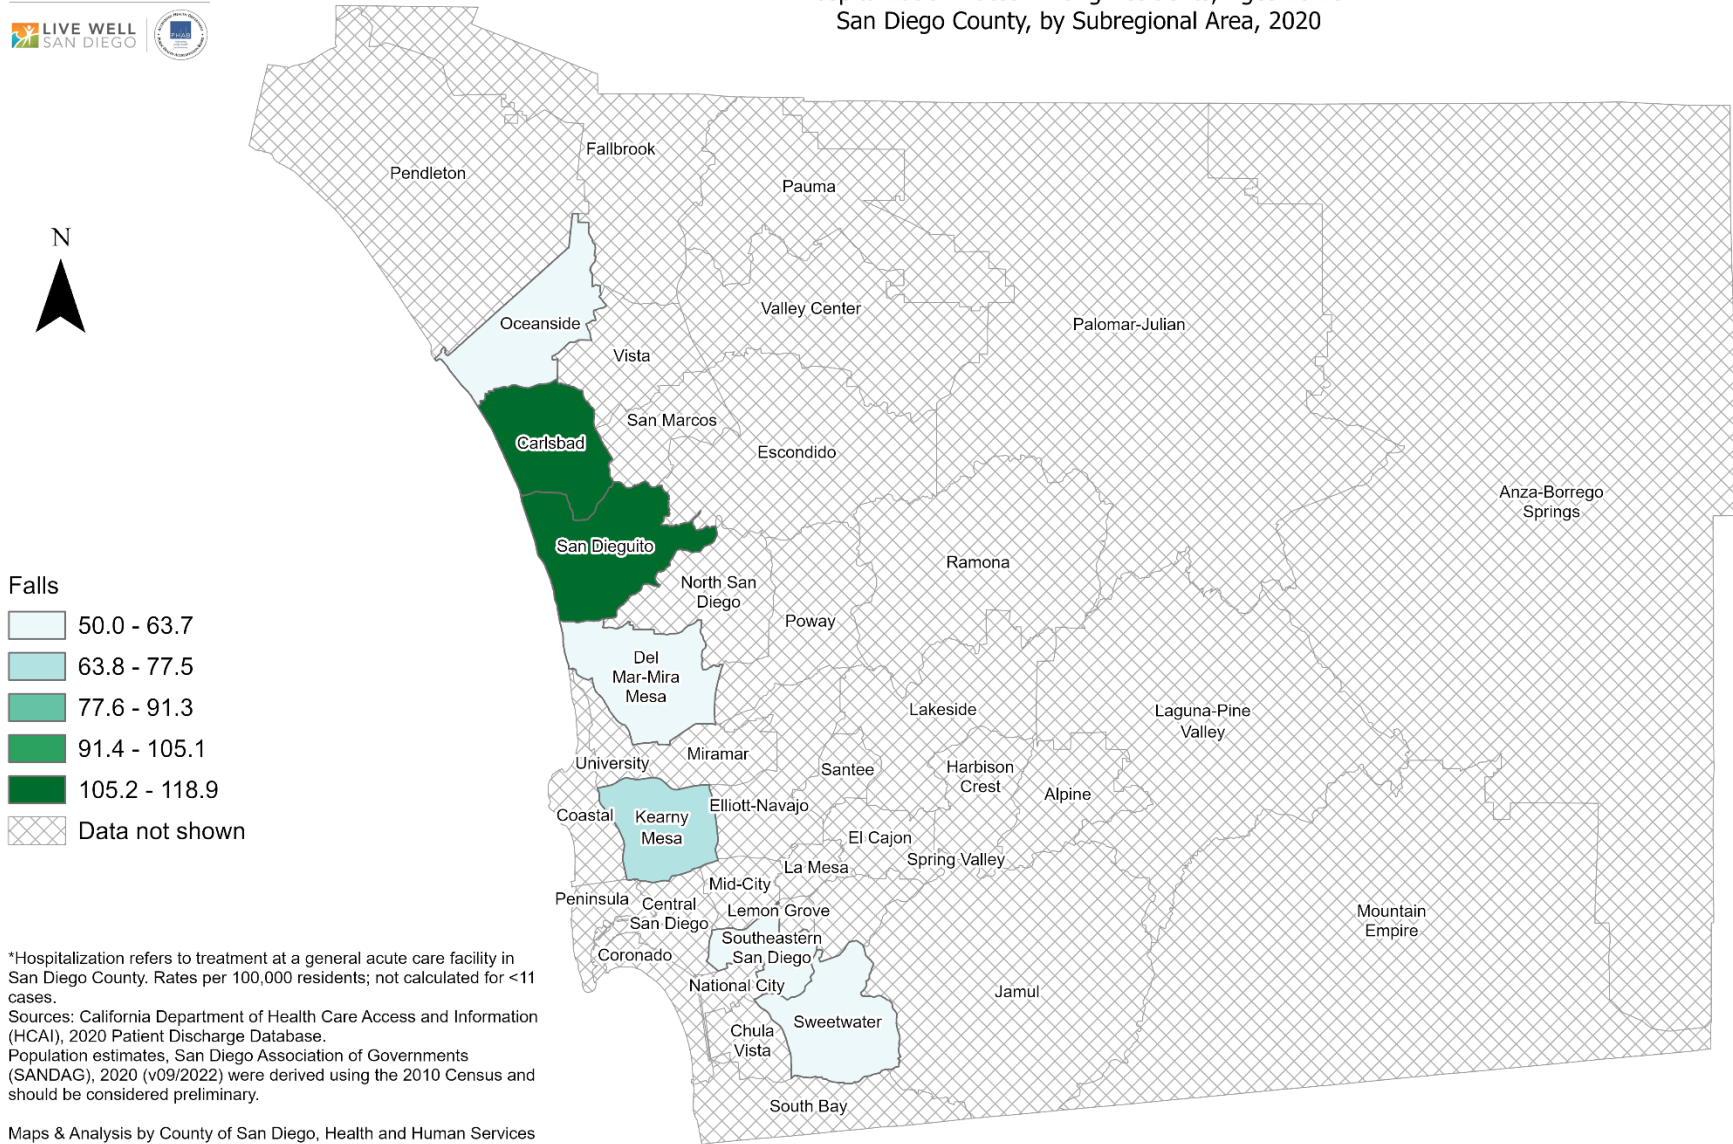 LIVE WELL
SAN DIEGO
PHAB
San Diego County, by Subregional Area, 2020
N
Pendleton
Fallbrook
Pauma
Oceanside
Valley Center
Palomar-Julian
Vista
San Marcos
Carlsbad
Escondido
Anza-Borrego
Springs
San Dieguito
Ramona
North San
Diego
Poway
Del
Mar-Mira
Mesa
Lakeside
Laguna-Pine
Valley
Miramar
University
Santee
Harbison
Crest
Alpine
Coastal
Kearny
Mesa
Elliott-Navajo
El Cajon
Spring Valley
La Mesa
Mid-City
Peninsula
Central
San Diego
Lemon Grove
Mountain
Empire
Southeastern
San Diego
Coronado
National City
Jamul
Sweetwater
Chula
Vista
South Bay
Falls
50.0 - 63.7
63.8 - 77.5
77.6 - 91.3
91.4 - 105.1
105.2 - 118.9
Data not shown
*Hospitalization refers to treatment at a general acute care facility in
San Diego County. Rates per 100,000 residents; not calculated for <11
cases.
Sources: California Department of Health Care Access and Information
(HCAI), 2020 Patient Discharge Database.
Population estimates, San Diego Association of Governments
(SANDAG), 2020 (v09/2022) were derived using the 2010 Census and
should be considered preliminary.
Maps & Analysis by County of San Diego, Health and Human Services